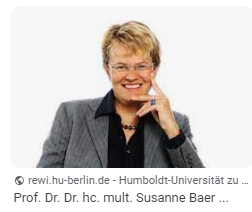 rewi.hu-berlin.de - Humboldt-Universität zu ...
Prof. Dr. Dr. hc. mult. Susanne Baer ...